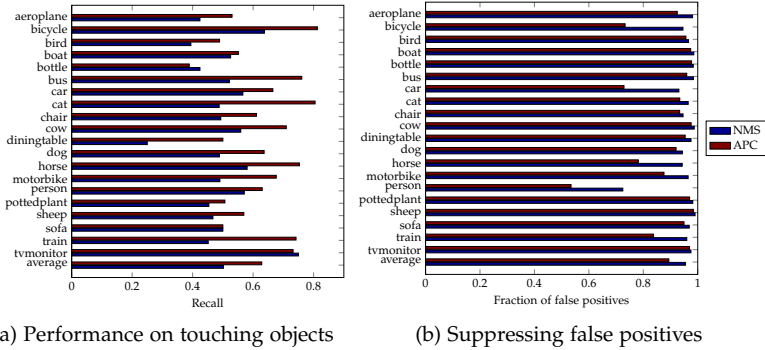 aeroplane
bicycle
bird
boat
bottle
bus
car
cat
chair
cow
diningtable
dog
horse
motorbike
person
pottedplant
sheep
sofa
train
tvmonitor
average
0 0.2 0.4 0.6 0.8
Recall
a) Performance on touching objects
aeroplane
bicycle
bird
boat
bottle
bus
car
cat
chair
cow
diningtable
dog
horse
motorbike
person
pottedplant
sheep
sofa
train
tvmonitor
average
0 0.2 0.4 0.6 0.8 1
Fraction of false positives
(b) Suppressing false positives
NMS
APC